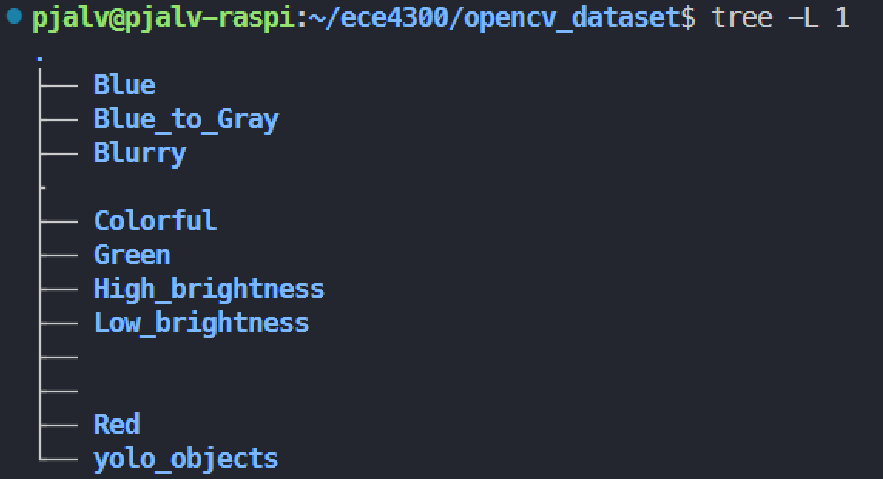 pjalv@pjalv-raspi:~/ece4300/opencv_dataset$ tree -L 1
.
├── Blue
├── Blue_to_Gray
├── Blurry
├── Colorful
├── Green
├── High_brightness
├── Low_brightness
├──
├──
├── Red
└── yolo_objects